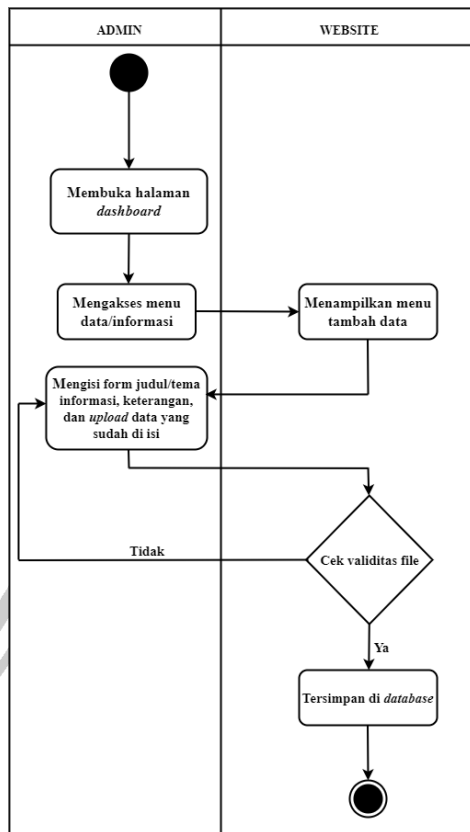 ADMIN
WEBSITE
Membuka halaman
dashboard
Mengakses menu
data/informasi
Menampilkan menu
tambah data
Mengisi form judul/tema
informasi, keterangan,
dan upload data yang
sudah di isi
Tidak
Cek validitas file
Ya
Tersimpan di database